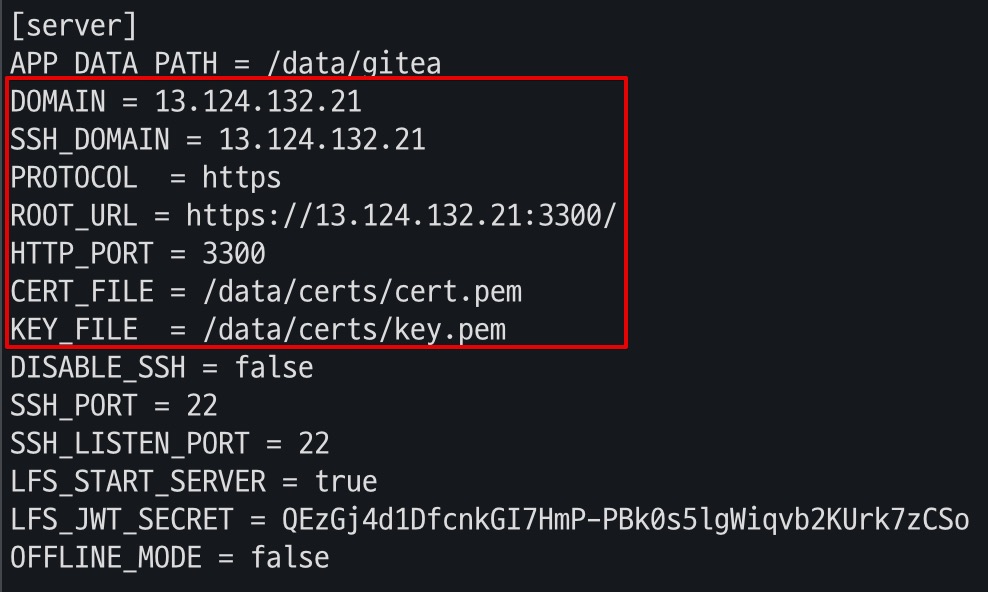 [server]
APP_DATA_PATH = /data/gitea
DOMAIN = 13.124.132.21
SSH_DOMAIN = 13.124.132.21
PROTOCOL  = https
ROOT_URL = https://13.124.132.21:3300/
HTTP_PORT = 3300
CERT_FILE = /data/certs/cert.pem
KEY_FILE  = /data/certs/key.pem
DISABLE_SSH = false
SSH_PORT = 22
SSH_LISTEN_PORT = 22
LFS_START_SERVER = true
LFS_JWT_SECRET = QEzGj4d1DfcnkGI7HmP-PBk0s5lgWiqvb2KUrk7zCSo
OFFLINE_MODE = false